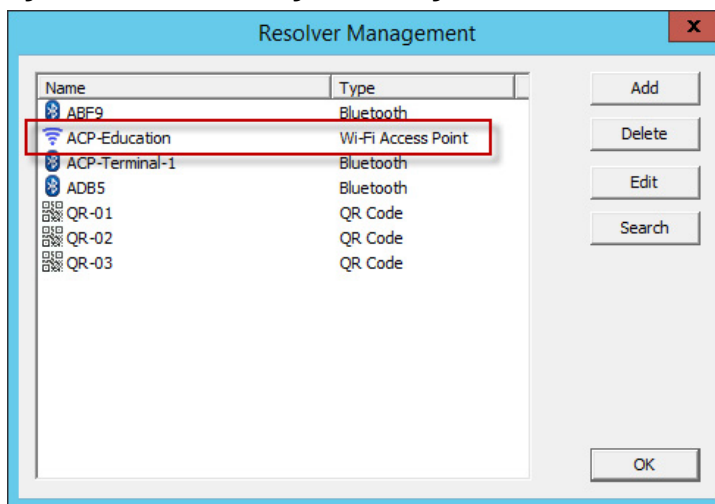 Resolver Management
x
Name Type
ABF9 Bluetooth
ACP-Education Wi-Fi Access Point
ACP-Terminal-1 Bluetooth
ADB5 Bluetooth
QR-01 QR Code
QR-02 QR Code
QR-03 QR Code
Add
Delete
Edit
Search
OK